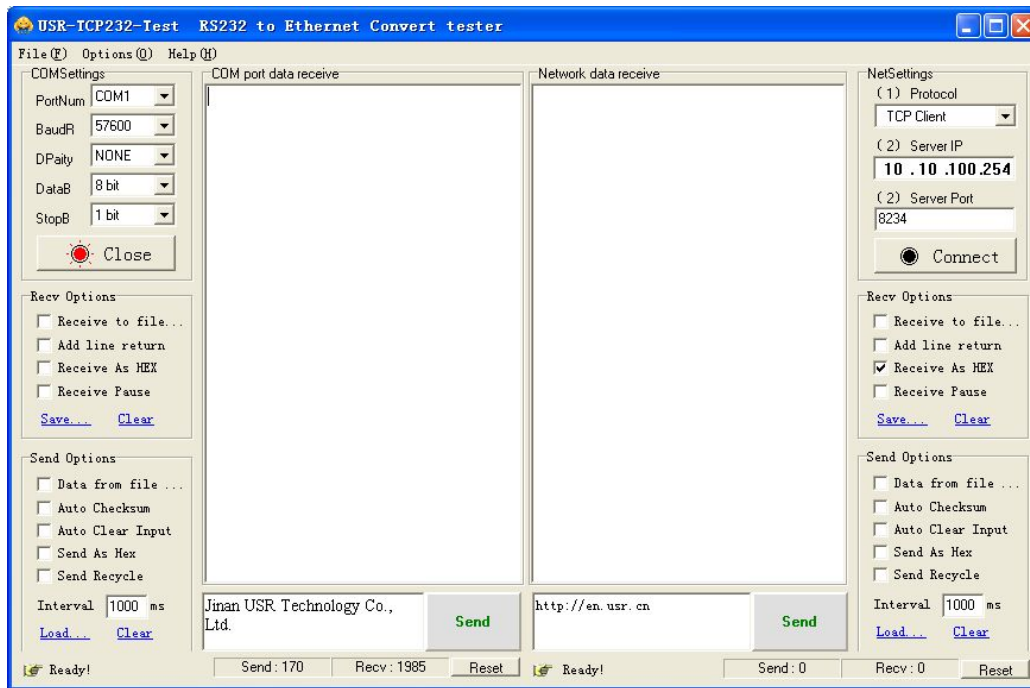 USR-TCP232-Test RS232 to Ethernet Convert tester
File(F) Options(O) Help(H)
COMSettings
PortNum COM1
BaudR 57600
DPaity NONE
DataB 8 bit
StopB 1 bit
Close
Recv Options
Receive to file...
Add line return
Receive As HEX
Receive Pause
Save... Clear
Send Options
Data from file ...
Auto Checksum
Auto Clear Input
Send As Hex
Send Recycle
Interval 1000 ms
Load... Clear
Ready!
COM port data receive
Jinan USR Technology Co.,
Ltd.
Send
Send : 170 Recv : 1985 Reset
Network data receive
http://en.usr.cn
Send
Ready! Send : 0 Recv : 0 Reset
NetSettings
(1) Protocol
TCP Client
(2) Server IP
10 . 10 .100.254
(2) Server Port
8234
Connect
Recv Options
Receive to file...
Add line return
Receive As HEX
Receive Pause
Save... Clear
Send Options
Data from file ...
Auto Checksum
Auto Clear Input
Send As Hex
Send Recycle
Interval 1000 ms
Load... Clear